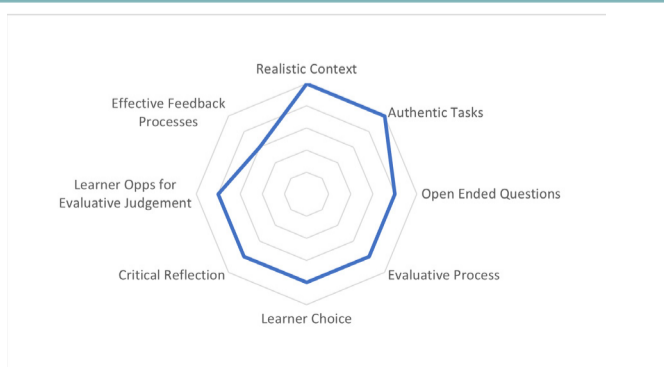 Realistic Context
Effective Feedback
Processes
Authentic Tasks
Learner Opps for
Evaluative Judgement
Open Ended Questions
Critical Reflection
Evaluative Process
Learner Choice